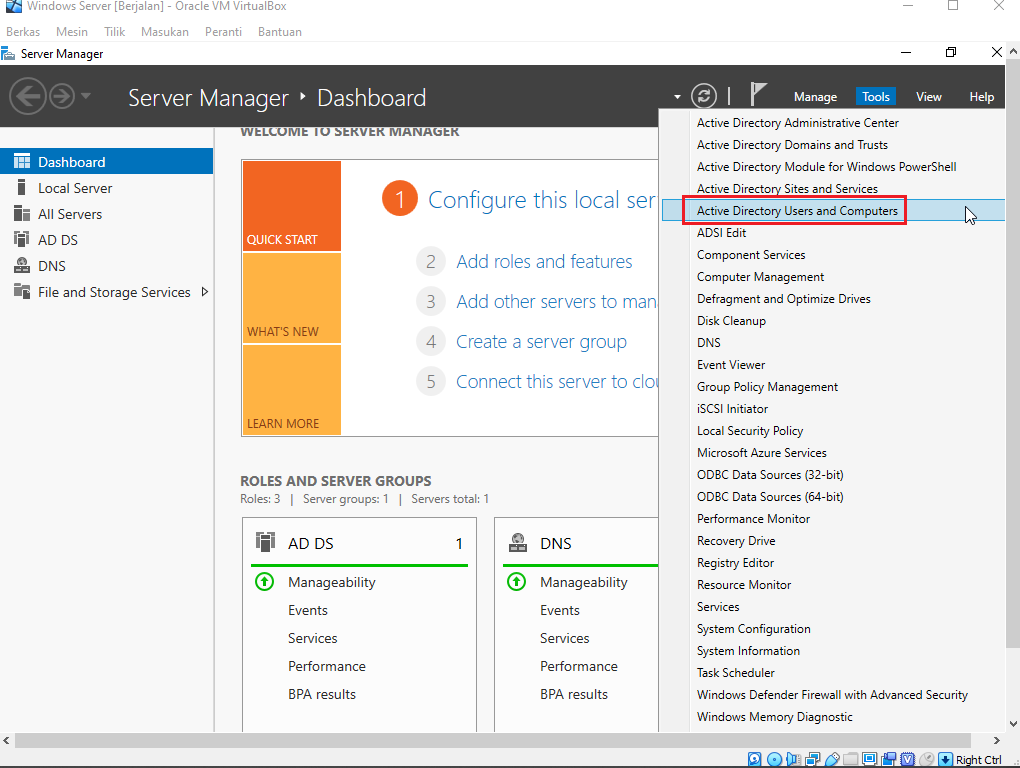 Windows Server [Berjalan] - Oracle VM VirtualBox
Berkas Mesin Tilik Masukan Peranti Bantuan
Server Manager
Server Manager Dashboard
Manage Tools View Help
Dashboard
Local Server
All Servers
AD DS
DNS
File and Storage Services
WELCOME TO SERVER MANAGER
QUICK START
WHAT'S NEW
LEARN MORE
1 Configure this local ser
2 Add roles and features
3 Add other servers to man
4 Create a server group
5 Connect this server to clou
ROLES AND SERVER GROUPS
Roles: 3 | Server groups: 1 | Servers total: 1
AD DS 1
Manageability
Events
Services
Performance
BPA results
DNS
Manageability
Events
Services
Performance
BPA results
Active Directory Administrative Center
Active Directory Domains and Trusts
Active Directory Module for Windows PowerShell
Active Directory Sites and Services
Active Directory Users and Computers
ADSI Edit
Component Services
Computer Management
Defragment and Optimize Drives
Disk Cleanup
DNS
Event Viewer
Group Policy Management
iSCSI Initiator
Local Security Policy
Microsoft Azure Services
ODBC Data Sources (32-bit)
ODBC Data Sources (64-bit)
Performance Monitor
Recovery Drive
Registry Editor
Resource Monitor
Services
System Configuration
System Information
Task Scheduler
Windows Defender Firewall with Advanced Security
Windows Memory Diagnostic
Right Ctrl